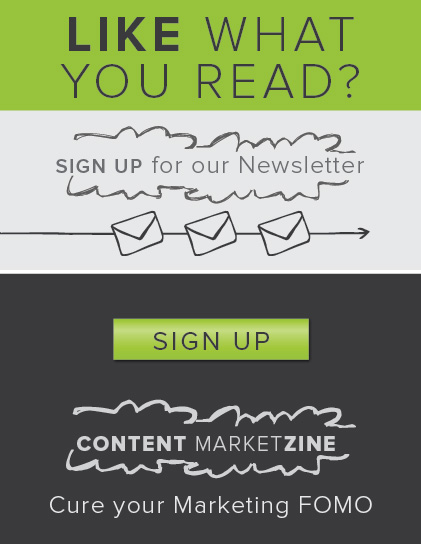 LIKE WHAT
YOU READ?
SIGN UP for our Newsletter
SIGN UP
CONTENT MARKETZINE
Cure your Marketing FOMO